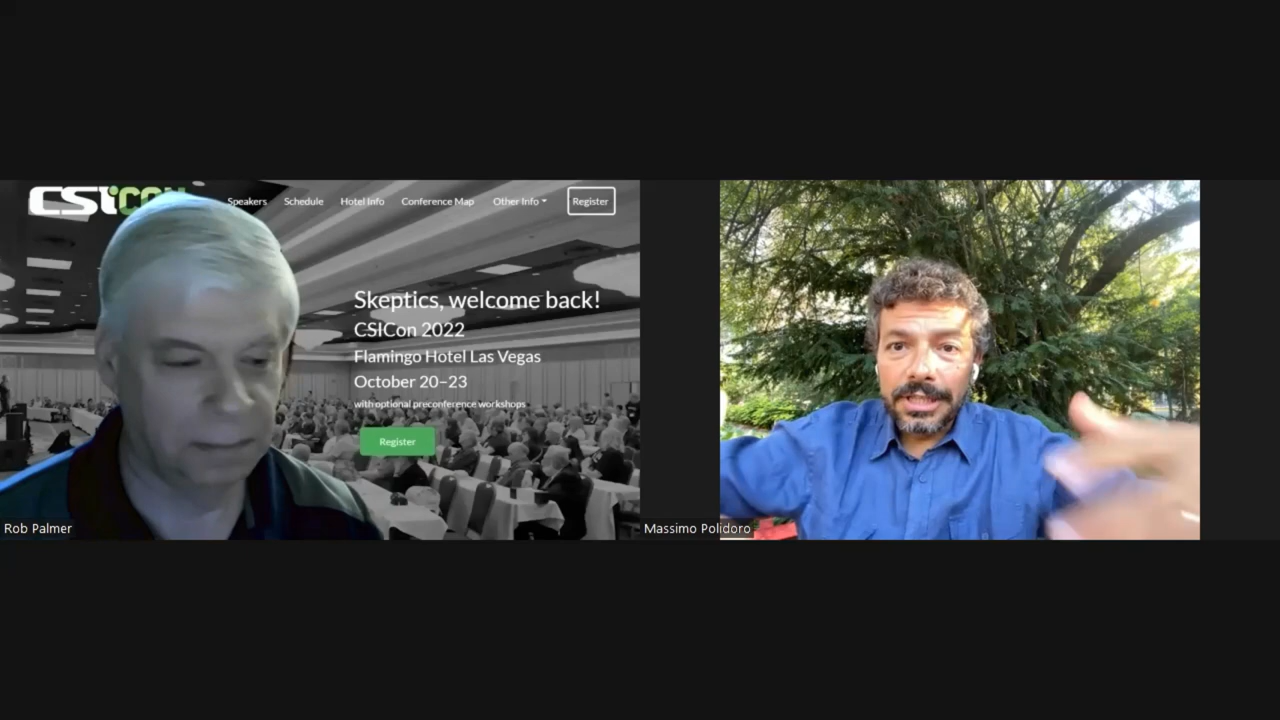 CSICON
Speakers Schedule Hotel Info Conference Map Other Info Register
Skeptics, welcome back!
CSICon 2022
Flamingo Hotel Las Vegas
October 20–23
with optional preconference workshops
Register
Rob Palmer
Massimo Polidoro